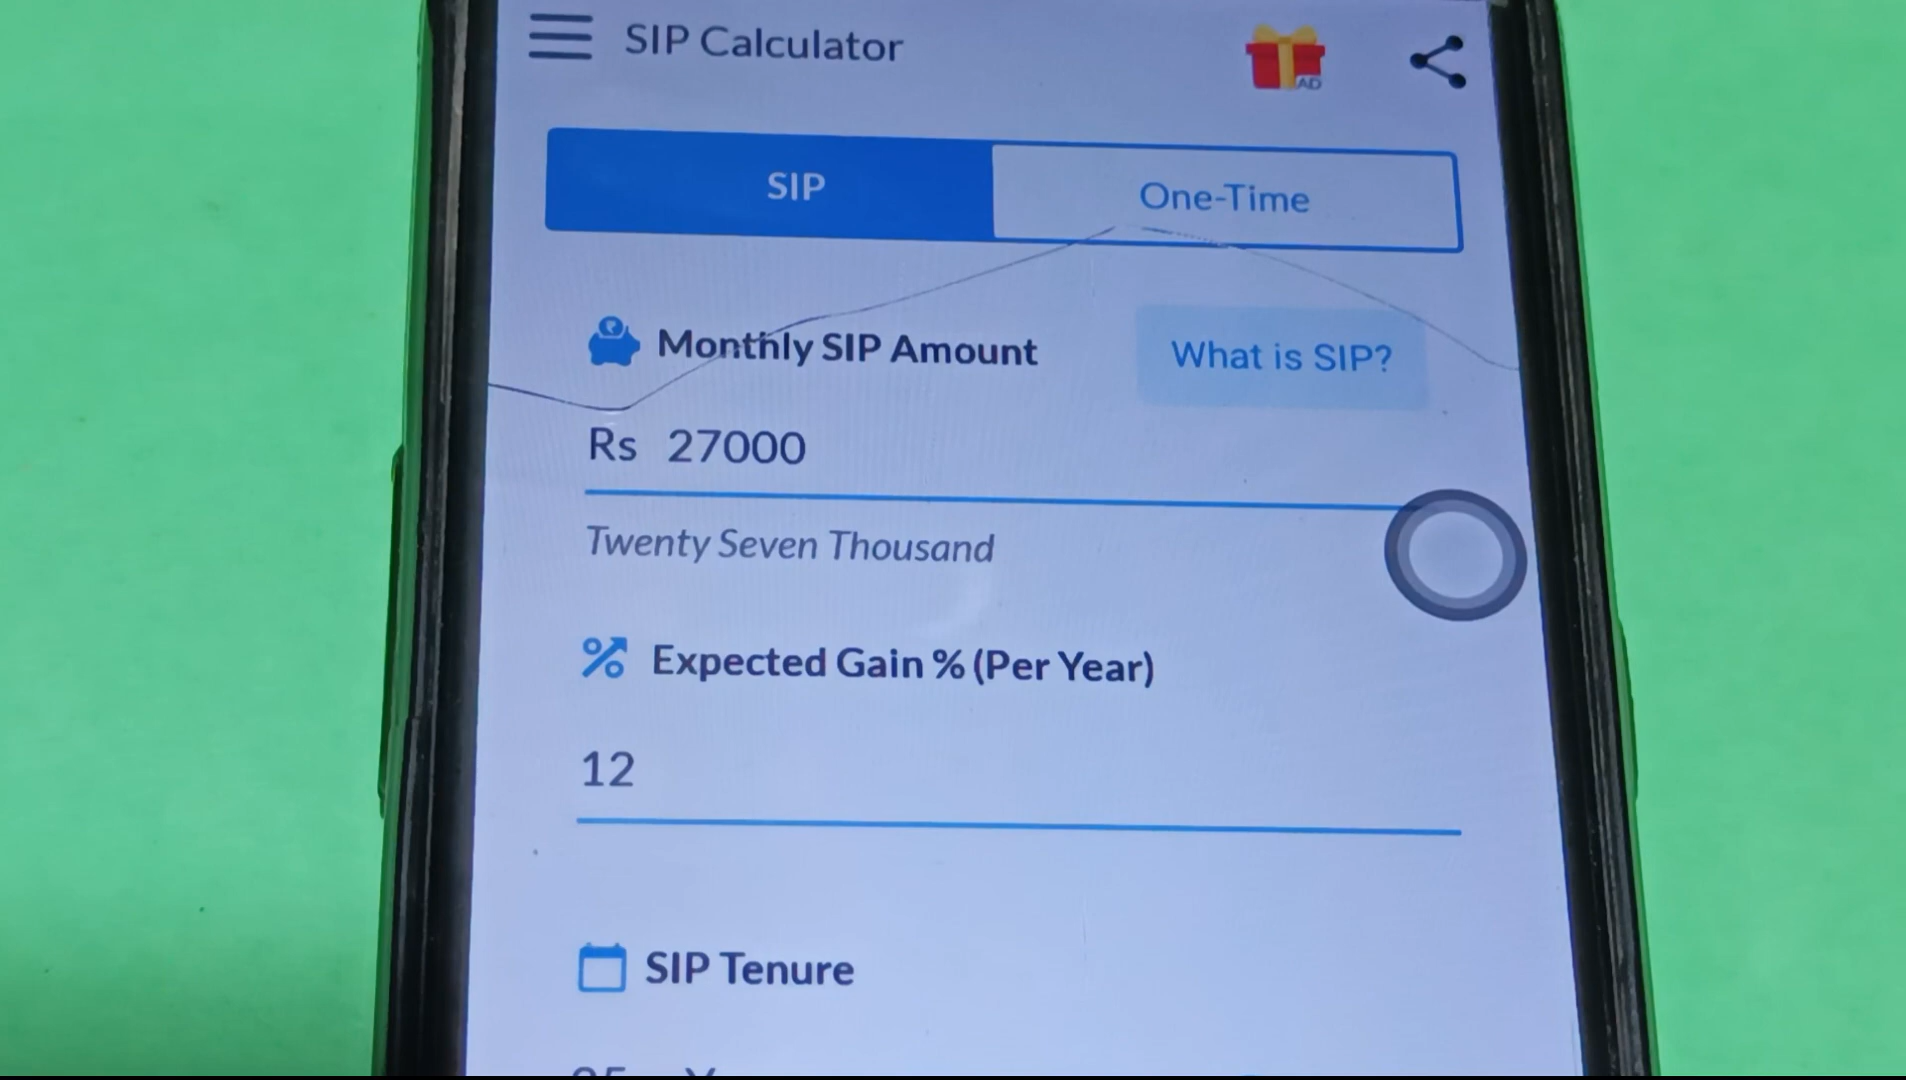 SIP Calculator
AD
SIP
One-Time
Monthly SIP Amount
What is SIP?
Rs 27000
Twenty Seven Thousand
Expected Gain % (Per Year)
12
SIP Tenure